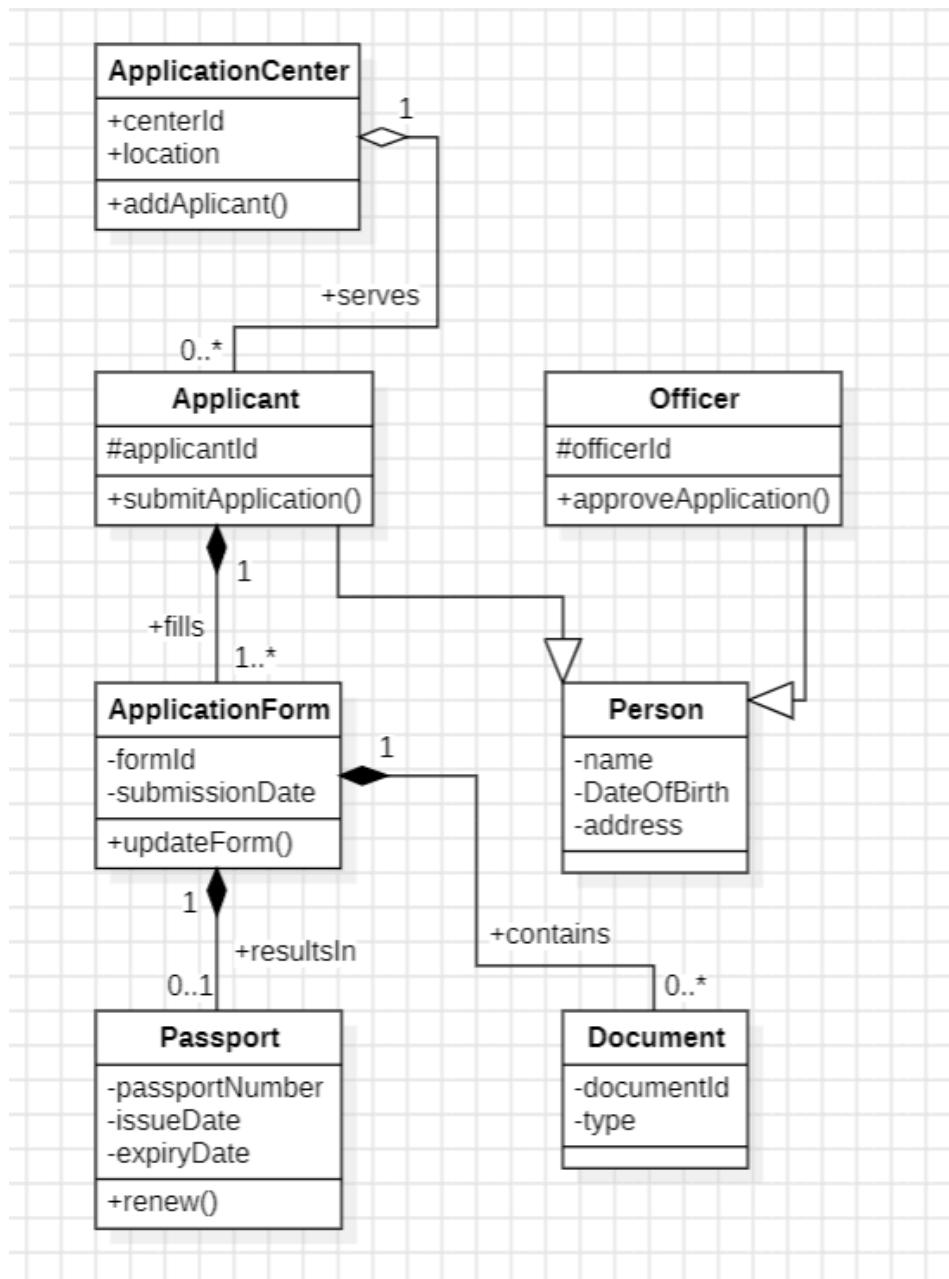 ApplicationCenter
+centerId
+location
+addAplicant()
1
+serves
0..*
Applicant
#applicantId
+submitApplication()
Officer
#officerId
+approveApplication()
1
+fills
1..*
ApplicationForm
-formId
-submissionDate
+updateForm()
1
Person
-name
-DateOfBirth
-address
1
+resultsIn
0..1
+contains
0..*
Passport
-passportNumber
-issueDate
-expiryDate
+renew()
Document
-documentId
-type